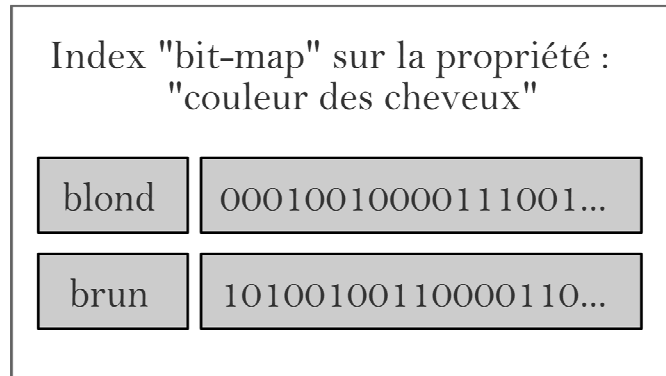 Index "bit-map" sur la propriété :
"couleur des cheveux"
blond 00010010000111001...
brun 10100100110000110...